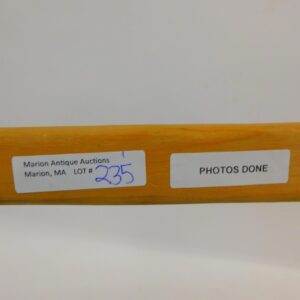 Marion Antique Auctions
Marion, MA LOT # 235
PHOTOS DONE